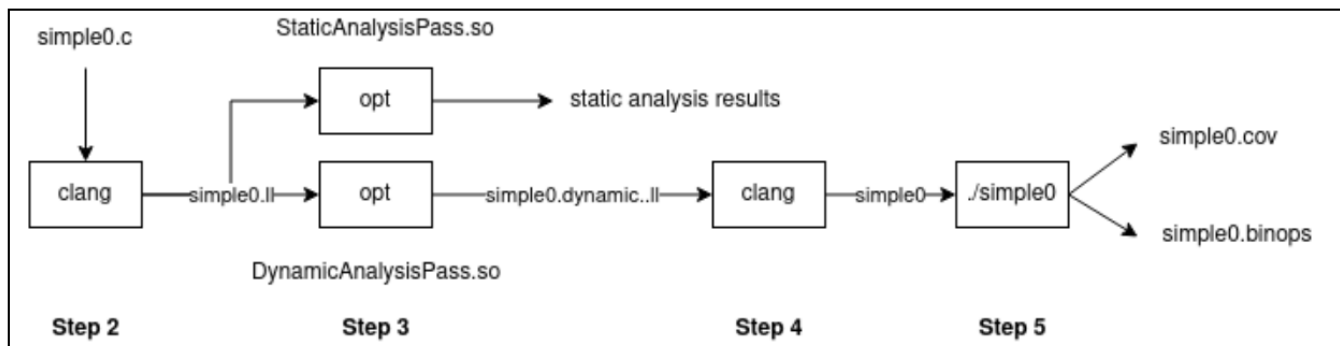 simple0.c
StaticAnalysisPass.so
opt
static analysis results
simple0.cov
clang
simple0.ll
opt
simple0.dynamic..ll
clang
simple0
./simple0
simple0.binops
DynamicAnalysisPass.so
Step 2
Step 3
Step 4
Step 5